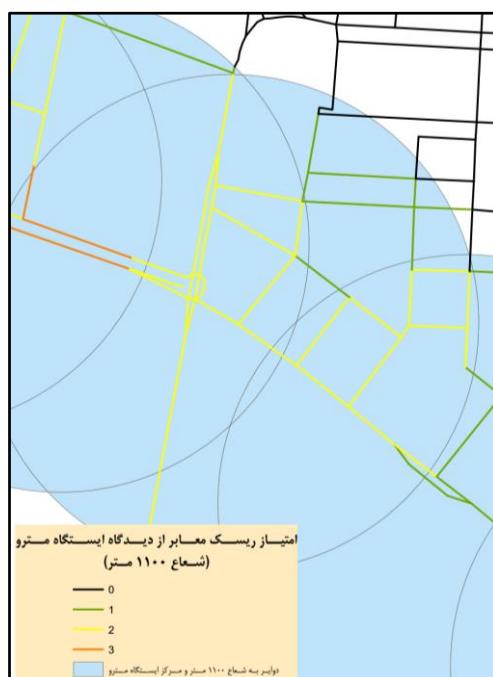 امتیاز ریسک معابر از دیدگاه ایستگاه مترو
(شعاع ۱۱۰۰ متر)
0
1
2
3
دوایر به شعاع ۱۱۰۰ متر و مرکز ایستگاه مترو